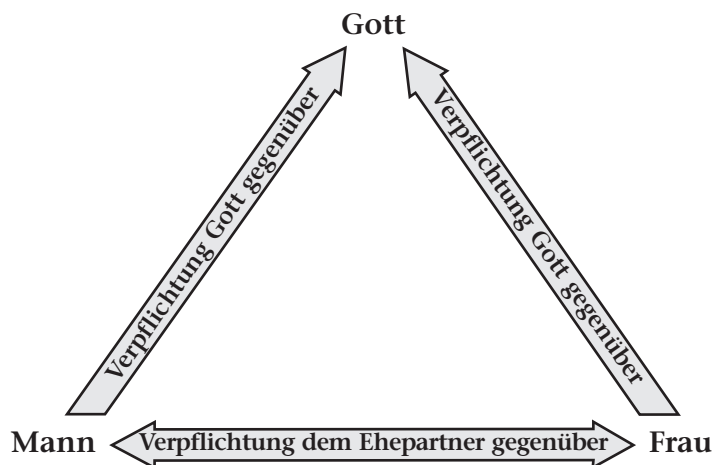 Gott
Verpflichtung Gott gegenüber
Verpflichtung Gott gegenüber
Mann
Verpflichtung dem Ehepartner gegenüber
Frau